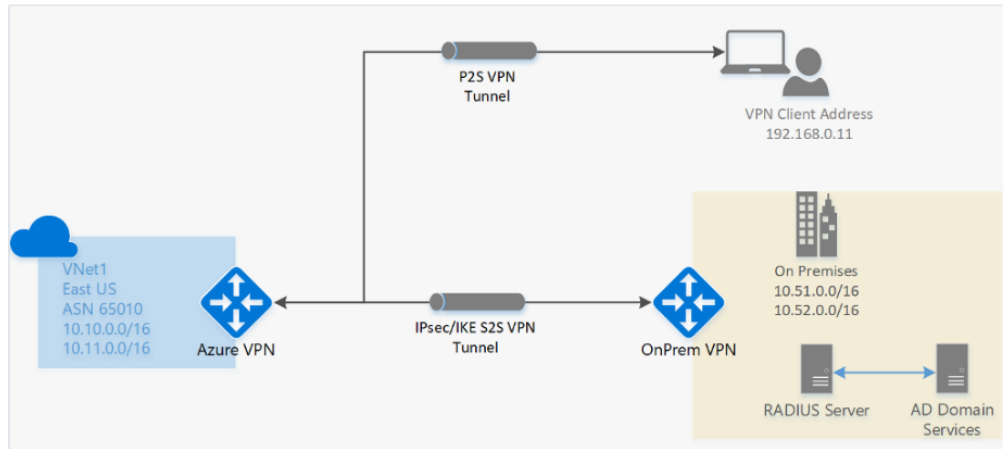 P2S VPN
Tunnel
VPN Client Address
192.168.0.11
VNet1
East US
ASN 65010
10.10.0.0/16
10.11.0.0/16
Azure VPN
IPsec/IKE S2S VPN
Tunnel
OnPrem VPN
On Premises
10.51.0.0/16
10.52.0.0/16
RADIUS Server
AD Domain
Services